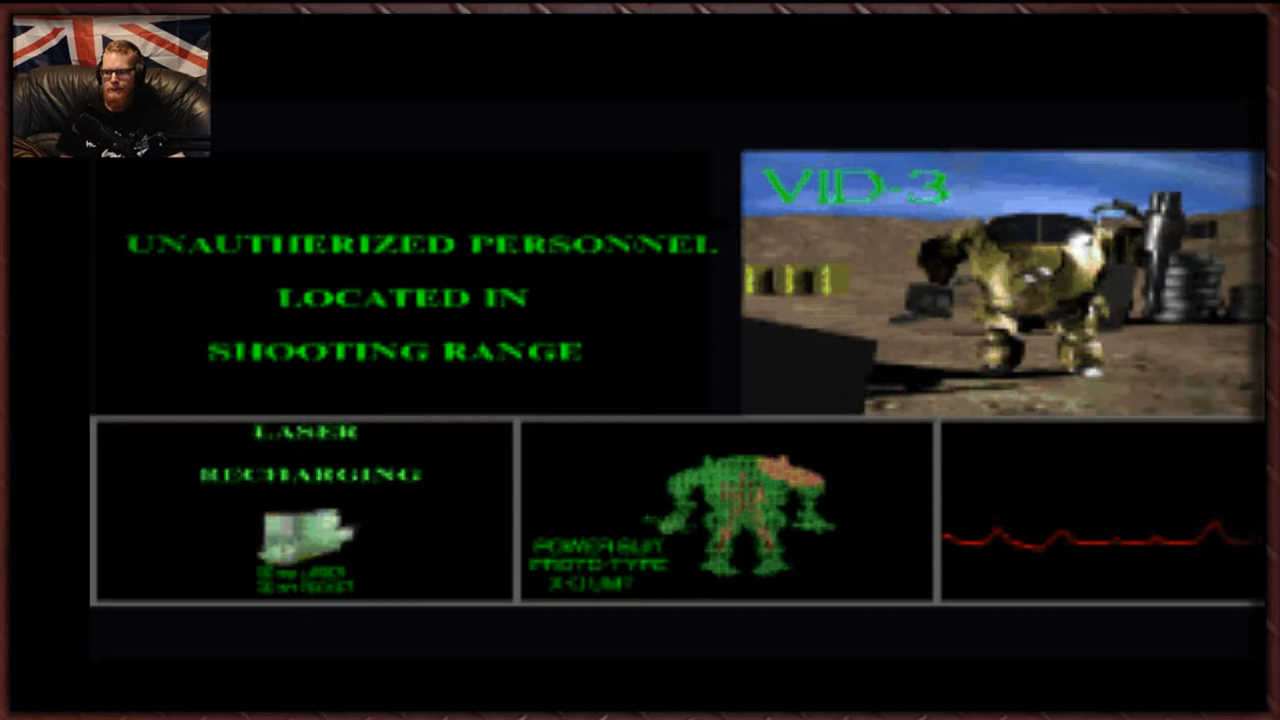 VID-3
UNAUTHERIZED PERSONNEL
LOCATED IN
SHOOTING RANGE
LASER
RECHARGING
POWER SUIT
PROTO-TYPE